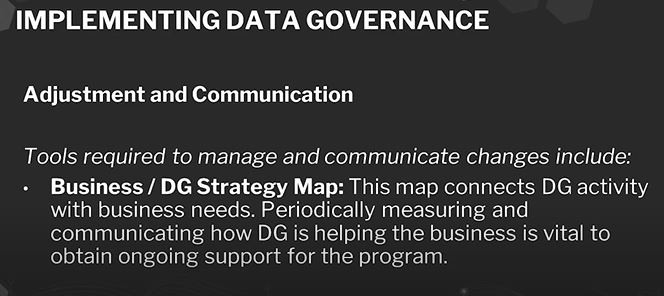 IMPLEMENTING DATA GOVERNANCE
Adjustment and Communication
Tools required to manage and communicate changes include:
• Business / DG Strategy Map: This map connects DG activity
with business needs. Periodically measuring and
communicating how DG is helping the business is vital to
obtain ongoing support for the program.